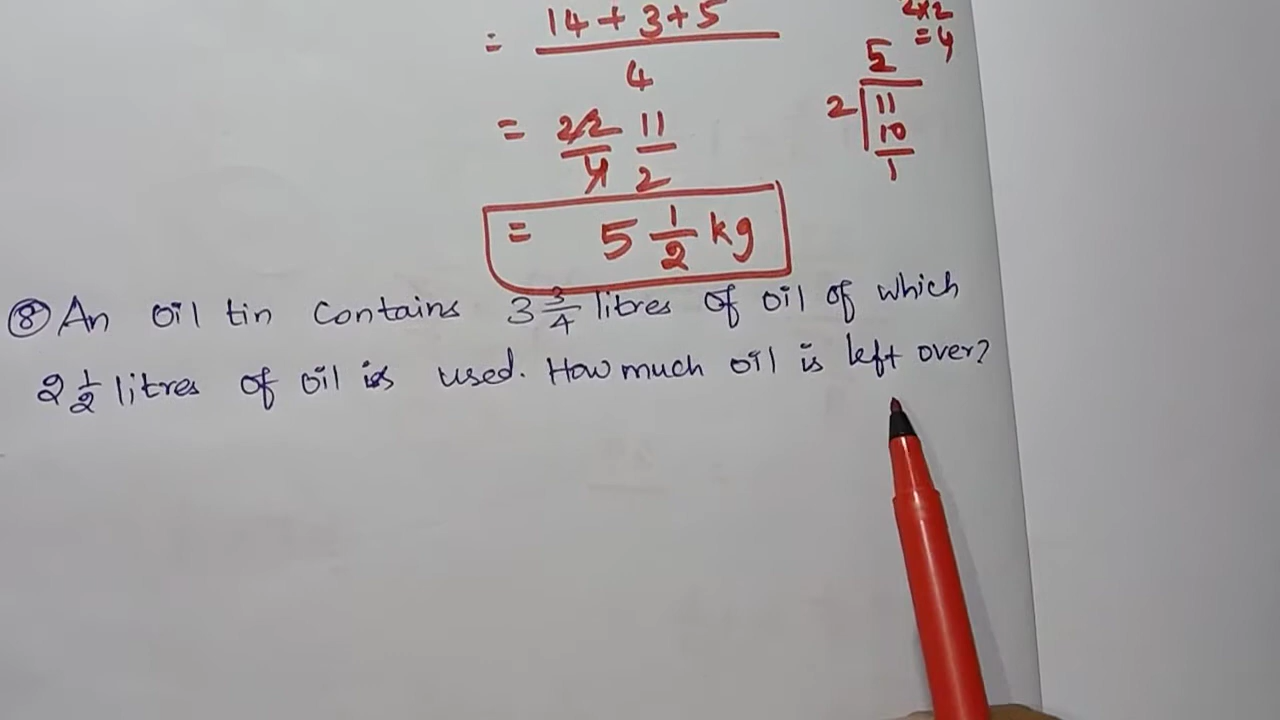 = 14 + 3 + 5 / 4
2×2
= 4
= 22/4 11/2
5
2 | 11
10
1
= 5 1/2 kg
⑧ An oil tin contains 3 3/4 litres of oil of which
2 1/2 litres of oil is used. How much oil is left over?